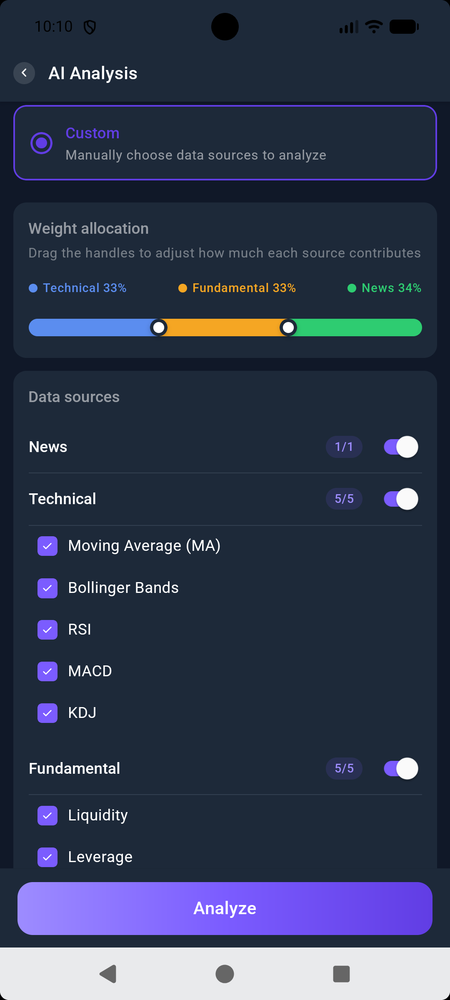 10:10
AI Analysis
Custom
Manually choose data sources to analyze
Weight allocation
Drag the handles to adjust how much each source contributes
Technical 33% Fundamental 33% News 34%
Data sources
News 1/1
Technical 5/5
Moving Average (MA)
Bollinger Bands
RSI
MACD
KDJ
Fundamental 5/5
Liquidity
Leverage
Analyze